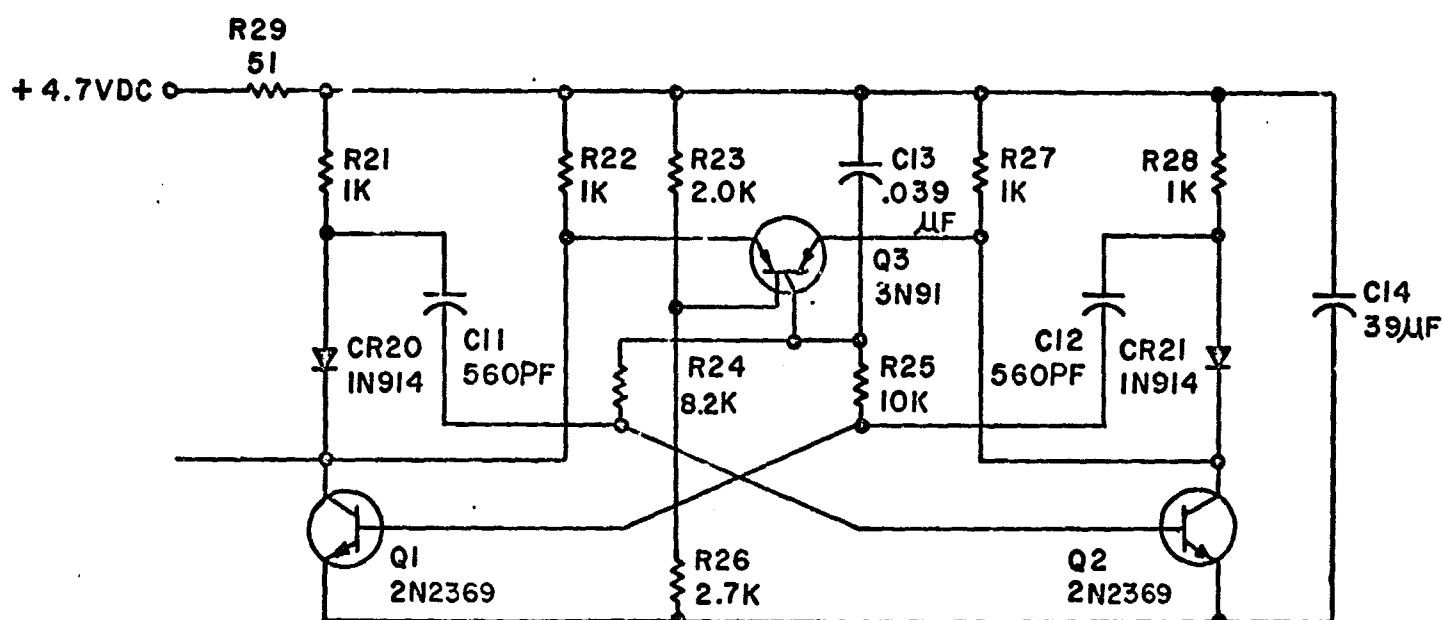 R29
51
+ 4.7VDC
R21
1K
R22
1K
R23
2.0K
C13
.039
μF
R27
1K
R28
1K
Q3
3N91
C14
39μF
CR20
1N914
C11
560PF
R24
8.2K
R25
10K
C12
560PF
CR21
1N914
Q1
2N2369
R26
2.7K
Q2
2N2369